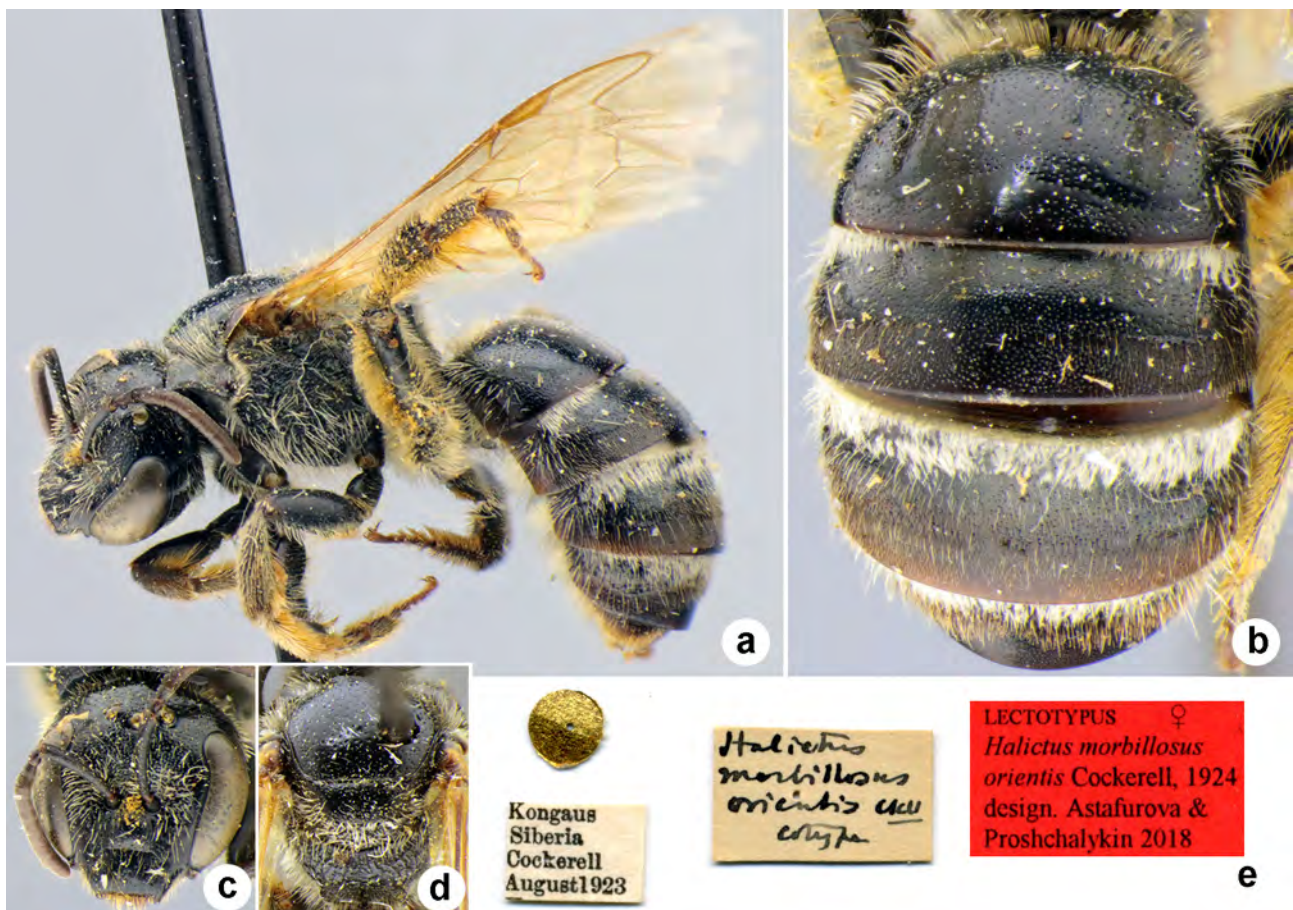 a
b
c
d
Kongaus
Siberia
Cockerell
August1923
Halictus
morbillosus
orientis Ckll
cotype
LECTOTYPUS ♀
Halictus morbillosus
orientis Cockerell, 1924
design. Astafurova &
Proshchalykin 2018
e